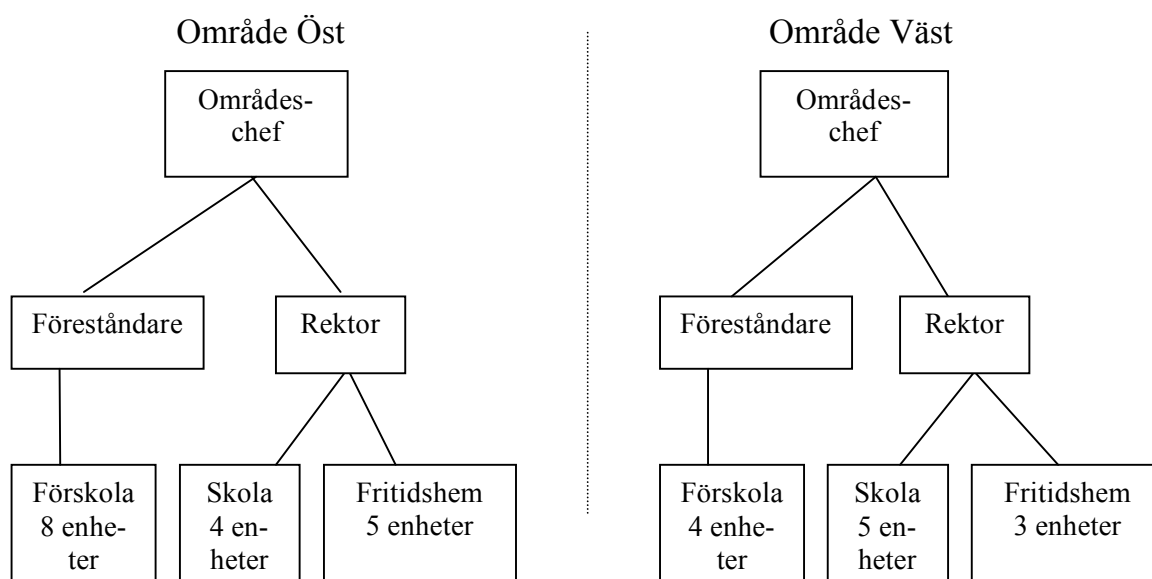 Område Öst
Områdes-
chef
Föreståndare
Rektor
Förskola
8 enhe-
ter
Skola
4 en-
heter
Fritidshem
5 enheter
Område Väst
Områdes-
chef
Föreståndare
Rektor
Förskola
4 enhe-
ter
Skola
5 en-
heter
Fritidshem
3 enheter